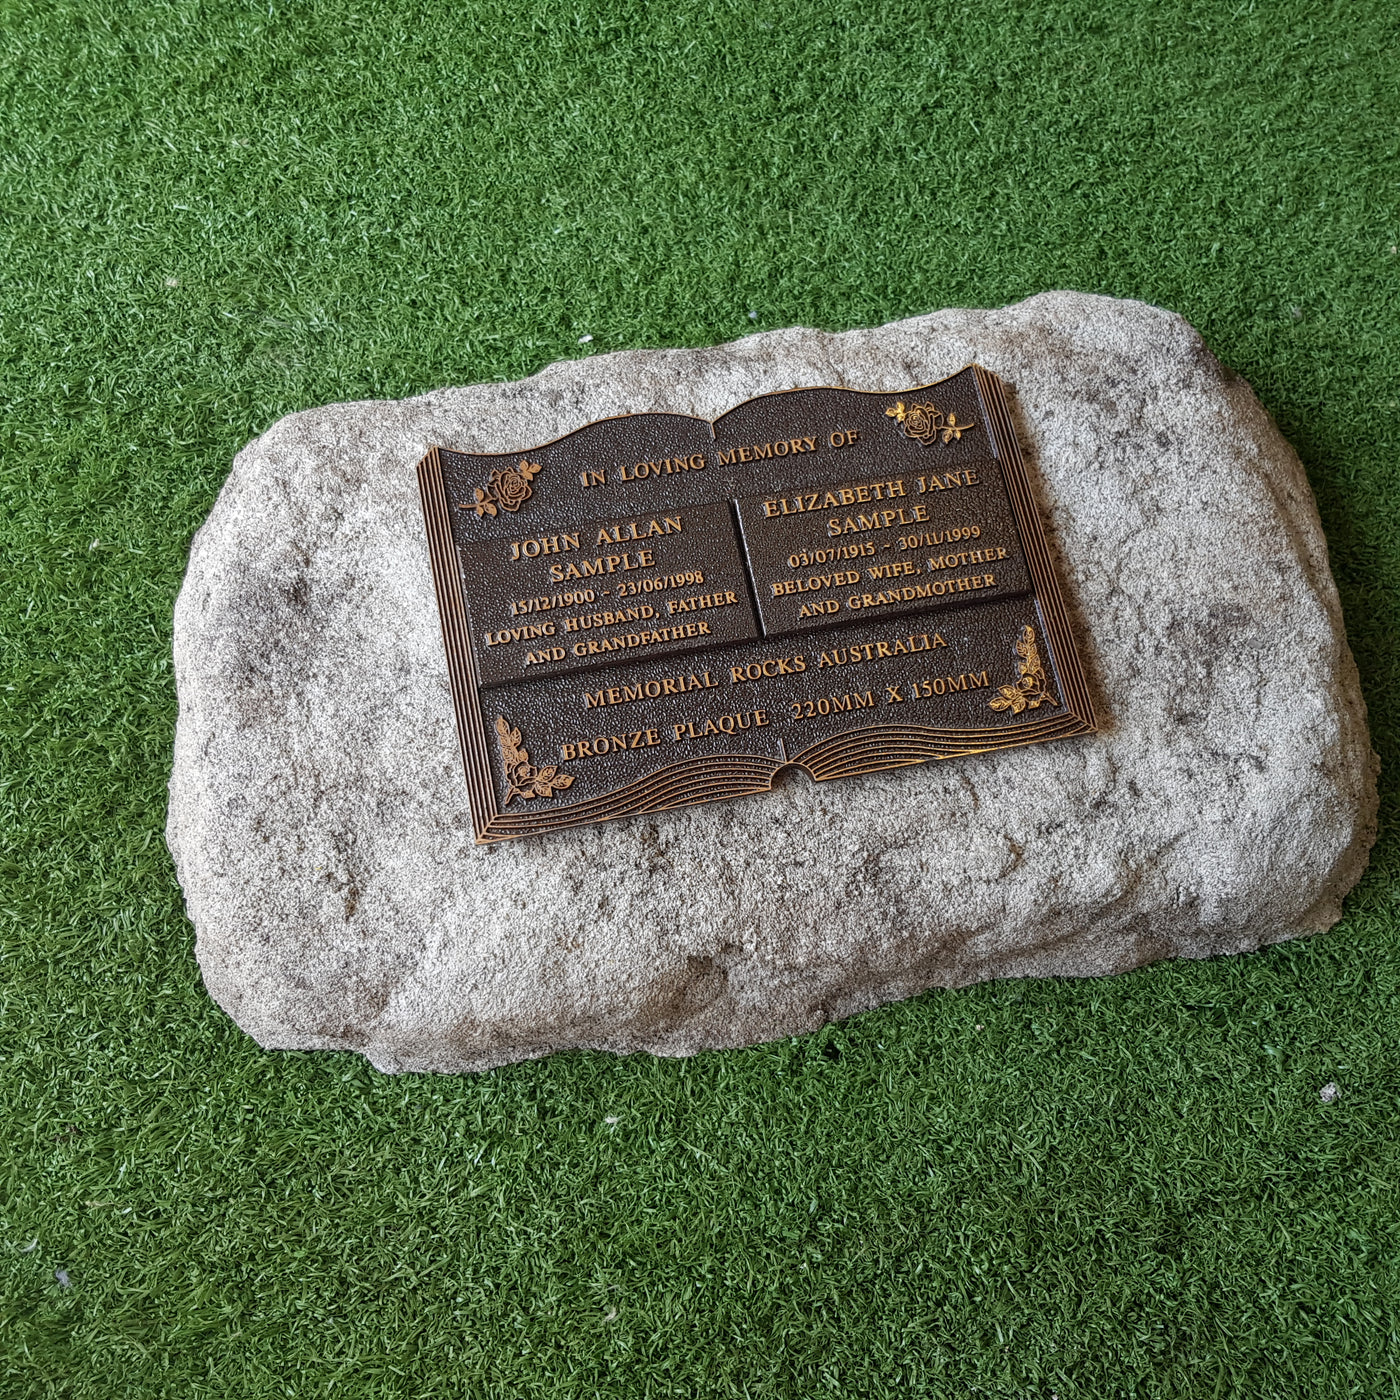 IN LOVING MEMORY OF
JOHN ALLAN
SAMPLE
15/12/1900 - 23/06/1998
LOVING HUSBAND, FATHER
AND GRANDFATHER
ELIZABETH JANE
SAMPLE
03/07/1915 - 30/11/1999
BELOVED WIFE, MOTHER
AND GRANDMOTHER
MEMORIAL ROCKS AUSTRALIA
BRONZE PLAQUE 220MM X 150MM